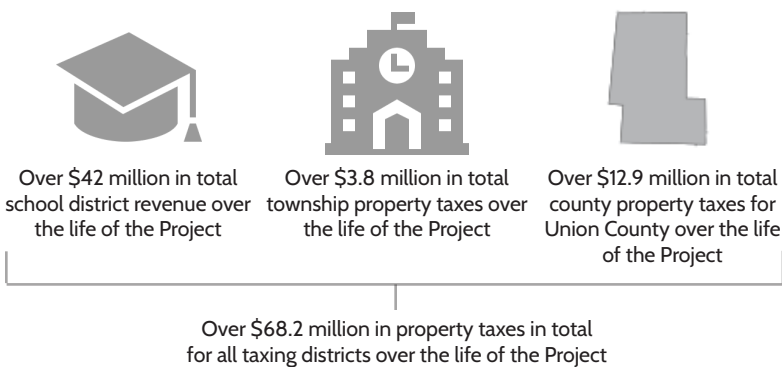 Over $42 million in total
school district revenue over
the life of the Project
Over $3.8 million in total
township property taxes over
the life of the Project
Over $12.9 million in total
county property taxes for
Union County over the life
of the Project
Over $68.2 million in property taxes in total
for all taxing districts over the life of the Project